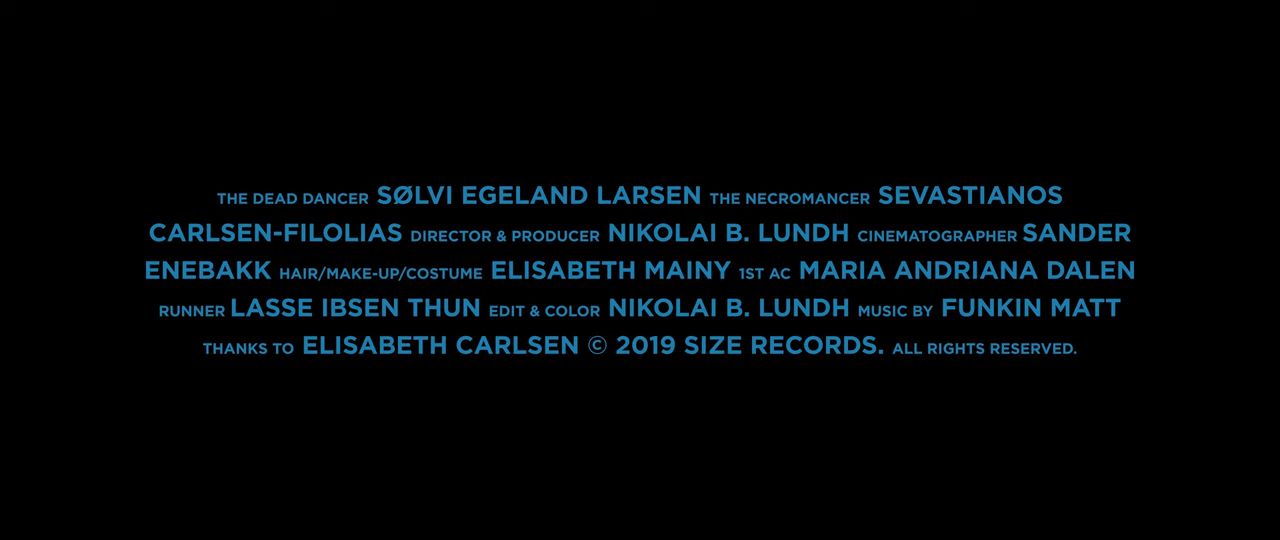 THE DEAD DANCER SØLVI EGELAND LARSEN THE NECROMANCER SEVASTIANOS
CARLSEN-FILOLIAS DIRECTOR & PRODUCER NIKOLAI B. LUNDH CINEMATOGRAPHER SANDER
ENEBAKK HAIR/MAKE-UP/COSTUME ELISABETH MAINY 1ST AC MARIA ANDRIANA DALEN
RUNNER LASSE IBSEN THUN EDIT & COLOR NIKOLAI B. LUNDH MUSIC BY FUNKIN MATT
THANKS TO ELISABETH CARLSEN © 2019 SIZE RECORDS. ALL RIGHTS RESERVED.